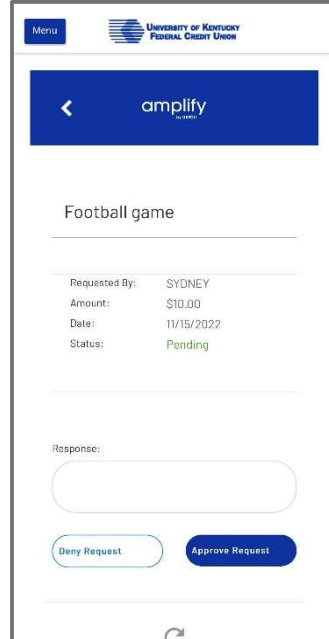 Menu
UNIVERSITY OF KENTUCKY
FEDERAL CREDIT UNION
amplify
Football game
Requested By: SYDNEY
Amount: $10.00
Date: 11/15/2022
Status: Pending
Response:
Deny Request
Approve Request